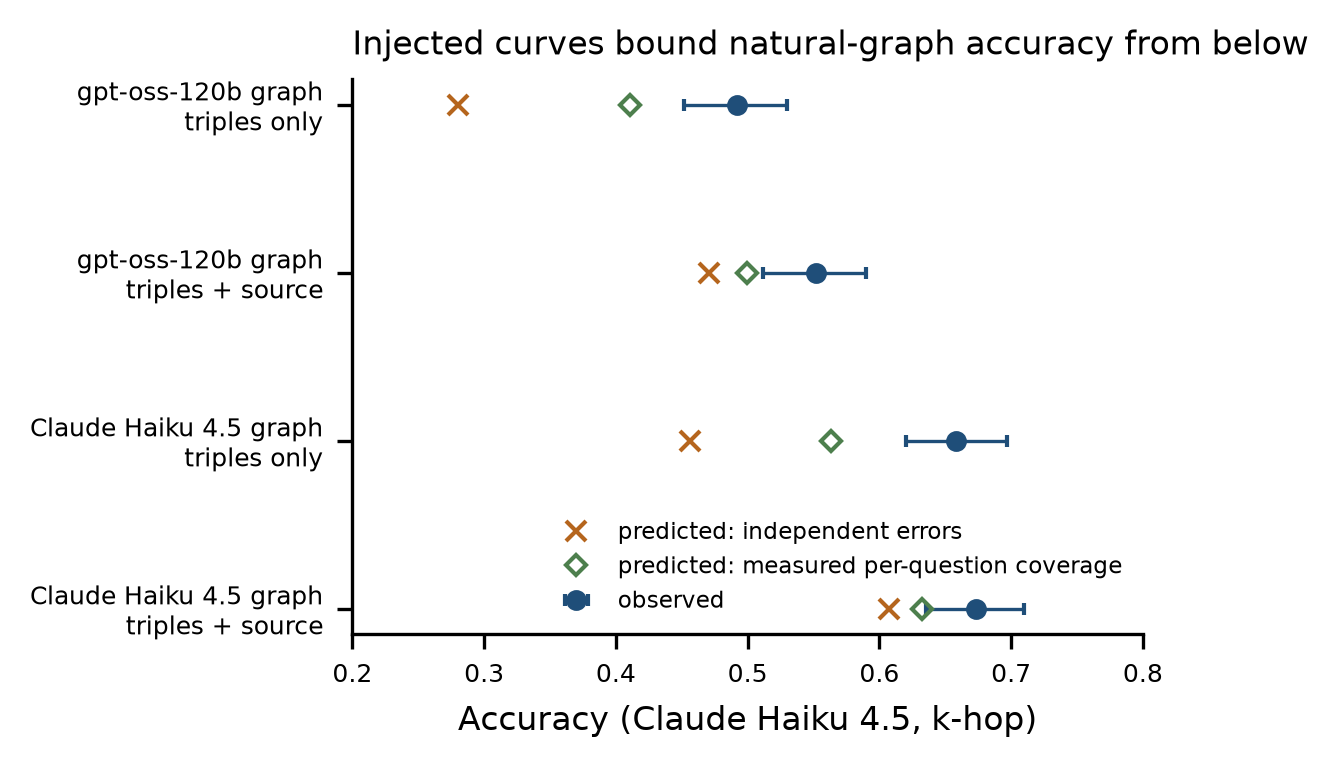 Injected curves bound natural-graph accuracy from below
gpt-oss-120b graph
triples only
gpt-oss-120b graph
triples + source
Claude Haiku 4.5 graph
triples only
predicted: independent errors
predicted: measured per-question coverage
observed
Claude Haiku 4.5 graph
triples + source
0.2 0.3 0.4 0.5 0.6 0.7 0.8
Accuracy (Claude Haiku 4.5, k-hop)